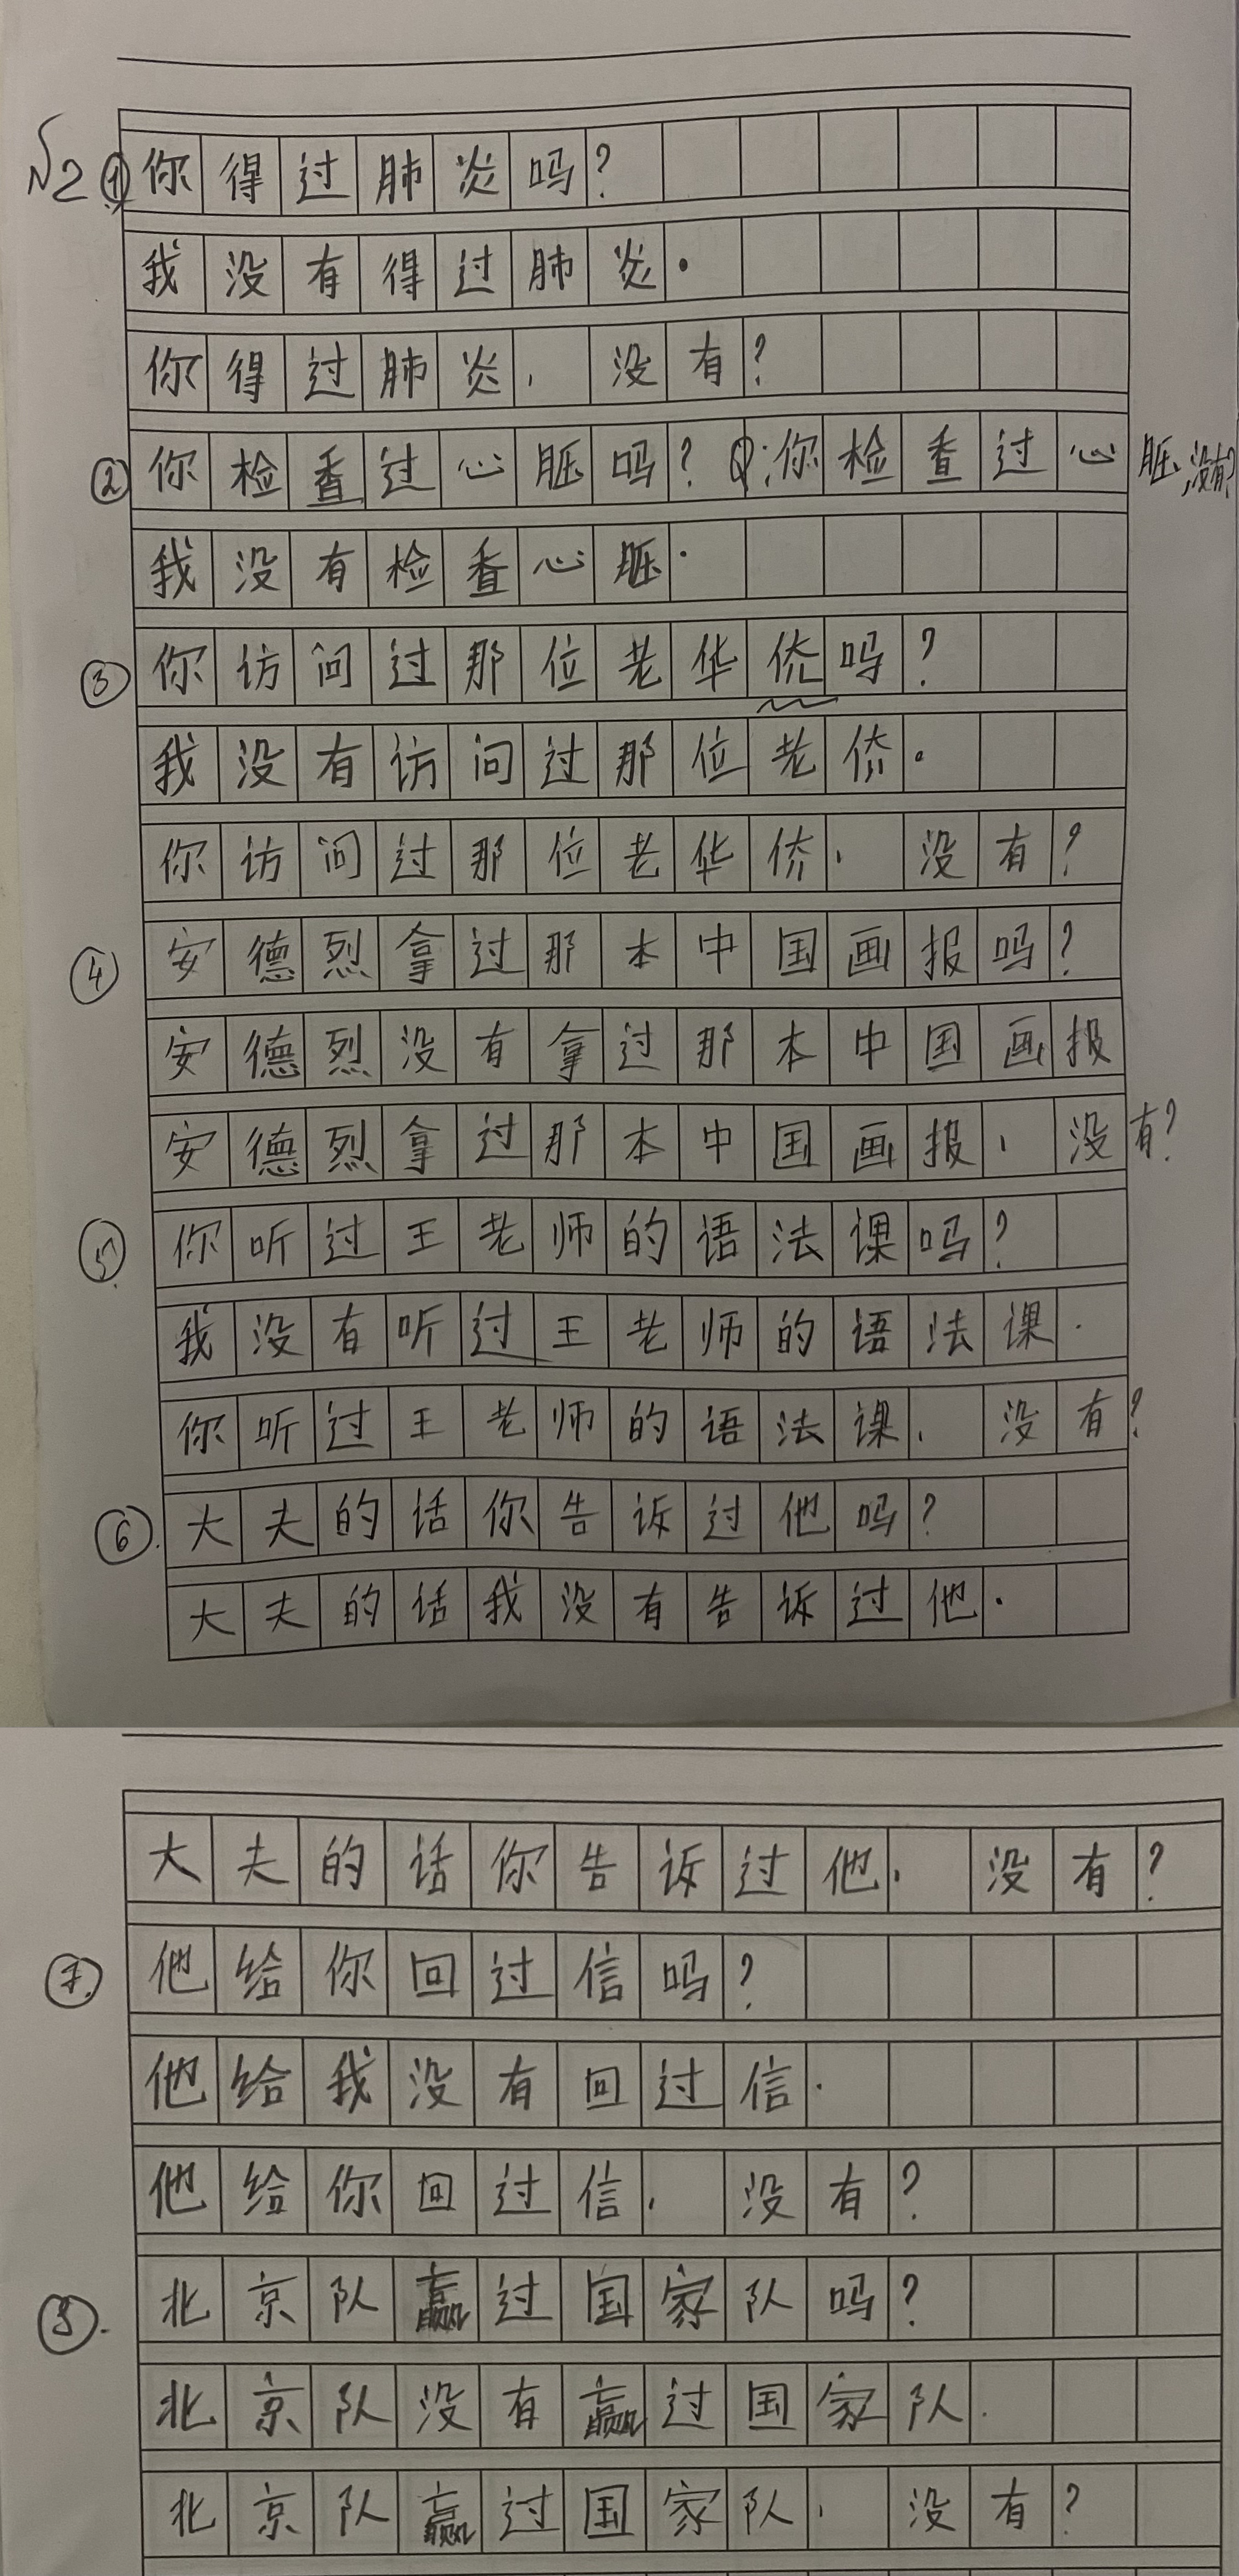 №2 ① 你得过肺炎吗?
我没有得过肺炎.
你得过肺炎, 没有?
② 你检查过心脏吗? Q:你检查过心脏,没有?
我没有检查心脏.
③ 你访问过那位老华侨吗?
我没有访问过那位老侨。
你访问过那位老华侨, 没有?
④ 安德烈拿过那本中国画报吗?
安德烈没有拿过那本中国画报
安德烈拿过那本中国画报, 没有?
⑤ 你听过王老师的语法课吗?
我没有听过王老师的语法课.
你听过王老师的语法课, 没有?
⑥. 大夫的话你告诉过他吗?
大夫的话我没有告诉过他.
大夫的话你告诉过他, 没有?
⑦ 他给你回过信吗?
他给我没有回过信.
他给你回过信, 没有?
⑧. 北京队赢过国家队吗?
北京队没有赢过国家队.
北京队赢过国家队, 没有?